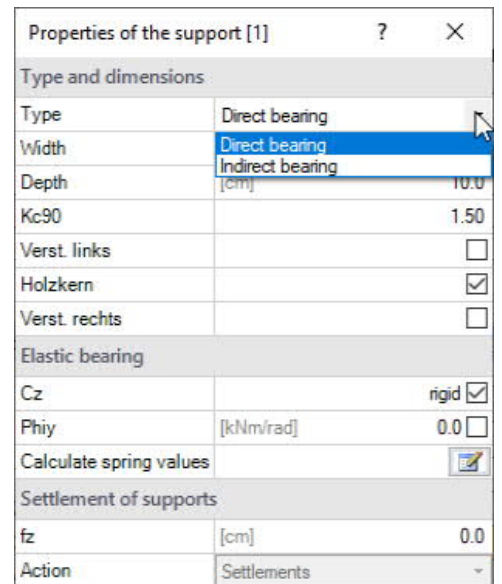 Properties of the support [1] ?
Type and dimensions
Type Direct bearing
Width Direct bearing
Indirect bearing
Depth [cm] 10.0
Kc90 1.50
Verst. links
Holzkern
Verst. rechts
Elastic bearing
Cz rigid
Phiy [kNm/rad] 0.0
Calculate spring values
Settlement of supports
fz [cm] 0.0
Action Settlements